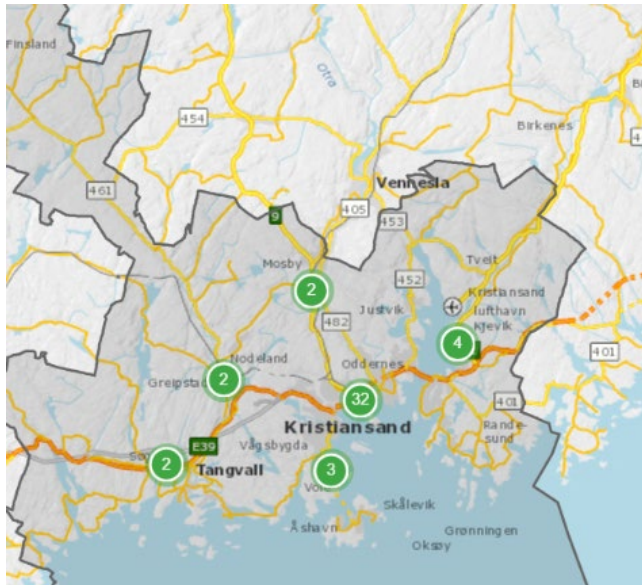 Finsland
Otra
454
Birkenes
461
Vennesla
405
9
453
Mosby
Tveit
452
2
Kristiansand
lufthavn
Kjevik
Justvik
482
4
401
Nodeland
Oddernes
2
Greipstad
32
401
Kristiansand
Rande-
sund
E39
Vågsbygda
2
Tangvall
3
Skålevik
Åshavn
Grønningen
Oksøy